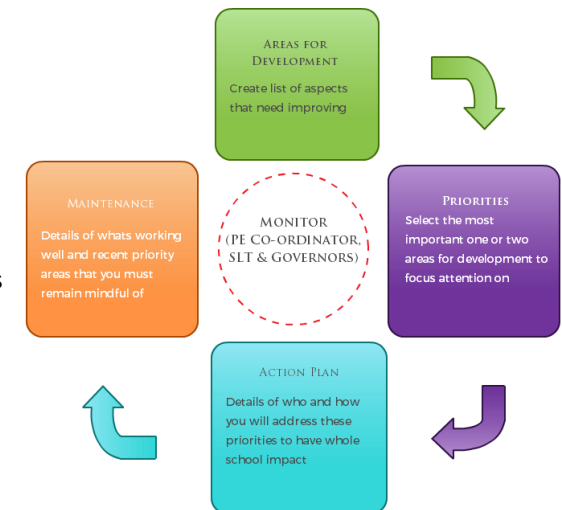 AREAS FOR
DEVELOPMENT
Create list of aspects
that need improving
PRIORITIES
Select the most
important one or two
areas for development to
focus attention on
ACTION PLAN
Details of who and how
you will address these
priorities to have whole
school impact
MAINTENANCE
Details of whats working
well and recent priority
areas that you must
remain mindful of
MONITOR
(PE CO-ORDINATOR,
SLT & GOVERNORS)
s